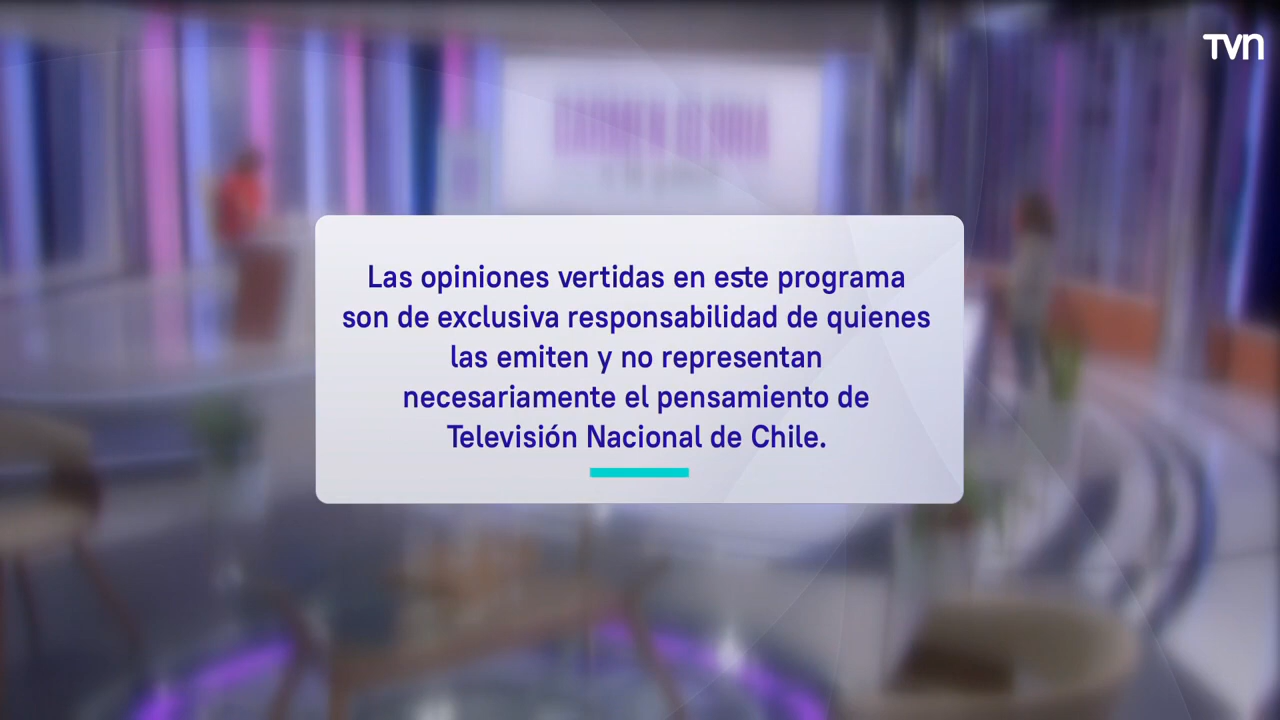 TVN
Las opiniones vertidas en este programa
son de exclusiva responsabilidad de quienes
las emiten y no representan
necesariamente el pensamiento de
Televisión Nacional de Chile.